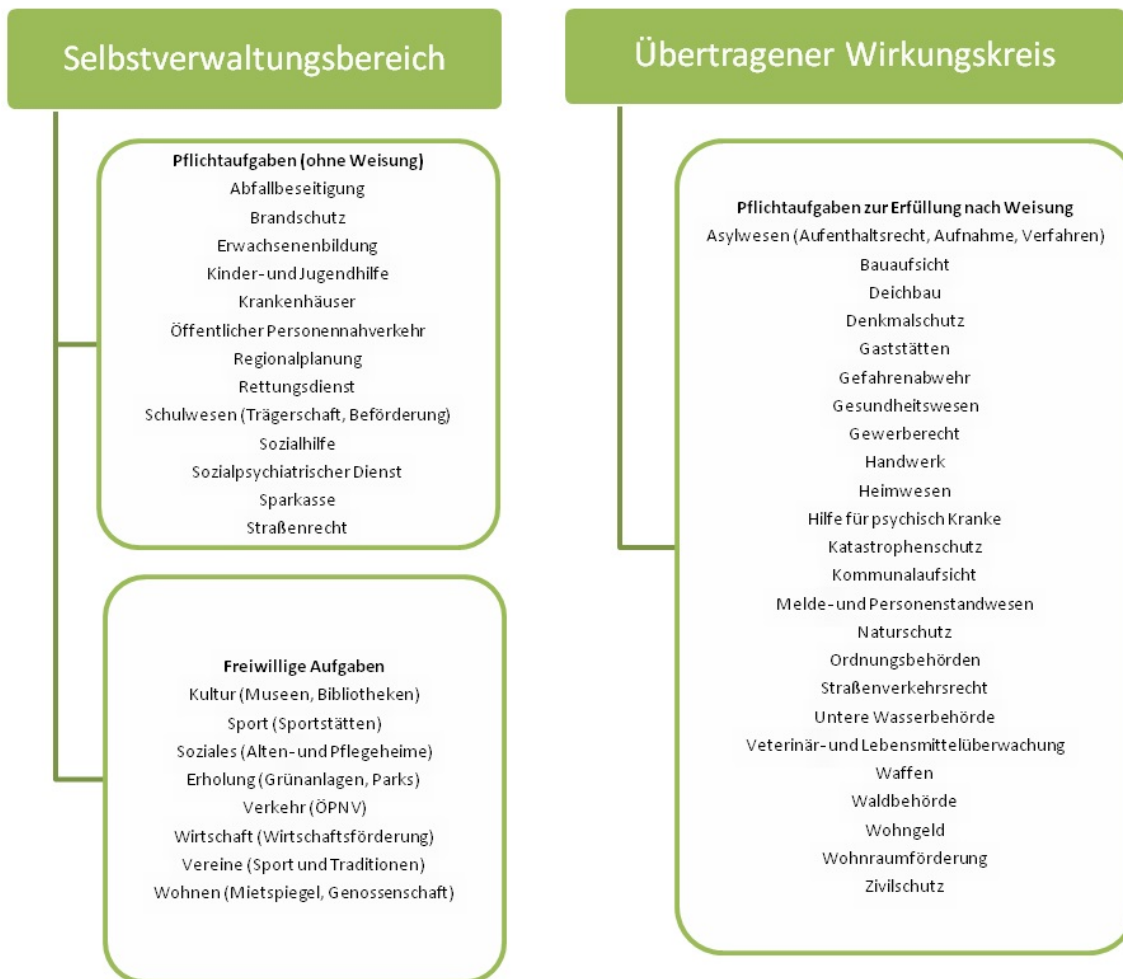 Selbstverwaltungsbereich
Pflichtaufgaben (ohne Weisung)
Abfallbeseitigung
Brandschutz
Erwachsenenbildung
Kinder- und Jugendhilfe
Krankenhäuser
Öffentlicher Personennahverkehr
Regionalplanung
Rettungsdienst
Schulwesen (Trägerschaft, Beförderung)
Sozialhilfe
Sozialpsychiatrischer Dienst
Sparkasse
Straßenrecht
Freiwillige Aufgaben
Kultur (Museen, Bibliotheken)
Sport (Sportstätten)
Soziales (Alten- und Pflegeheime)
Erholung (Grünanlagen, Parks)
Verkehr (ÖPNV)
Wirtschaft (Wirtschaftsförderung)
Vereine (Sport und Traditionen)
Wohnen (Mietspiegel, Genossenschaft)
Übertragener Wirkungskreis
Pflichtaufgaben zur Erfüllung nach Weisung
Asylwesen (Aufenthaltsrecht, Aufnahme, Verfahren)
Bauaufsicht
Deichbau
Denkmalschutz
Gaststätten
Gefahrenabwehr
Gesundheitswesen
Gewerberecht
Handwerk
Heimwesen
Hilfe für psychisch Kranke
Katastrophenschutz
Kommunalaufsicht
Melde- und Personenstandwesen
Naturschutz
Ordnungsbehörden
Straßenverkehrsrecht
Untere Wasserbehörde
Veterinär- und Lebensmittelüberwachung
Waffen
Waldbehörde
Wohngeld
Wohnraumförderung
Zivilschutz